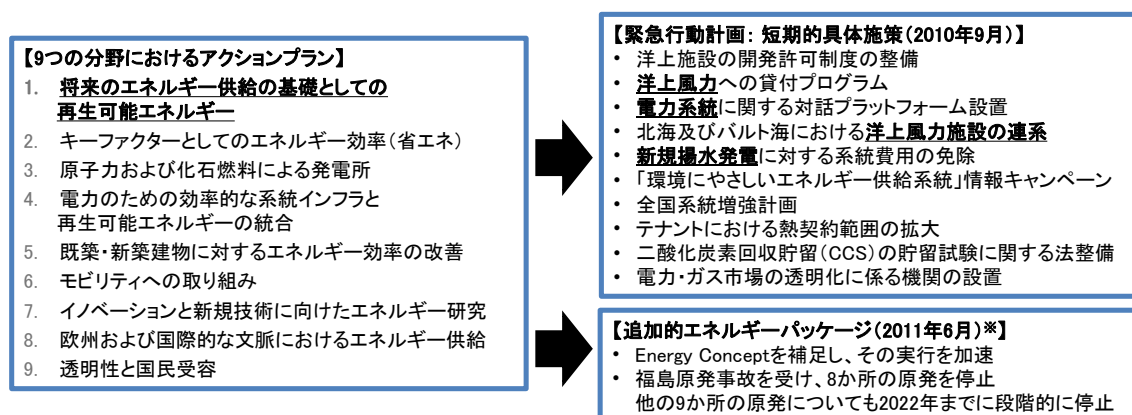 【9つの分野におけるアクションプラン】
1. 将来のエネルギー供給の基礎としての
再生可能エネルギー
2. キーファクターとしてのエネルギー効率(省エネ)
3. 原子力および化石燃料による発電所
4. 電力のための効率的な系統インフラと
再生可能エネルギーの統合
5. 既築・新築建物に対するエネルギー効率の改善
6. モビリティへの取り組み
7. イノベーションと新規技術に向けたエネルギー研究
8. 欧州および国際的な文脈におけるエネルギー供給
9. 透明性と国民受容
【緊急行動計画: 短期的具体施策(2010年9月)】
• 洋上施設の開発許可制度の整備
• 洋上風力への貸付プログラム
• 電力系統に関する対話プラットフォーム設置
• 北海及びバルト海における洋上風力施設の連系
• 新規揚水発電に対する系統費用の免除
• 「環境にやさしいエネルギー供給系統」情報キャンペーン
• 全国系統増強計画
• テナントにおける熱契約範囲の拡大
• 二酸化炭素回収貯留(CCS)の貯留試験に関する法整備
• 電力・ガス市場の透明化に係る機関の設置
【追加的エネルギーパッケージ(2011年6月)※】
• Energy Conceptを補足し、その実行を加速
• 福島原発事故を受け、8か所の原発を停止
他の9か所の原発についても2022年までに段階的に停止